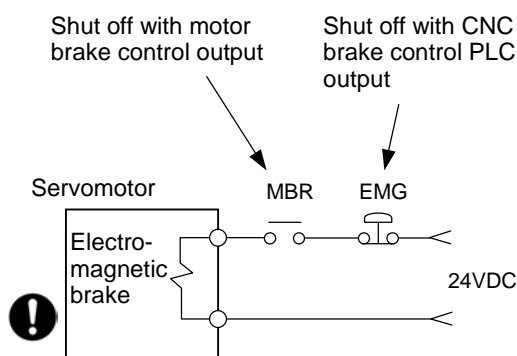 Shut off with motor
brake control output
Shut off with CNC
brake control PLC
output
Servomotor
MBR
EMG
Electro-
magnetic
brake
24VDC